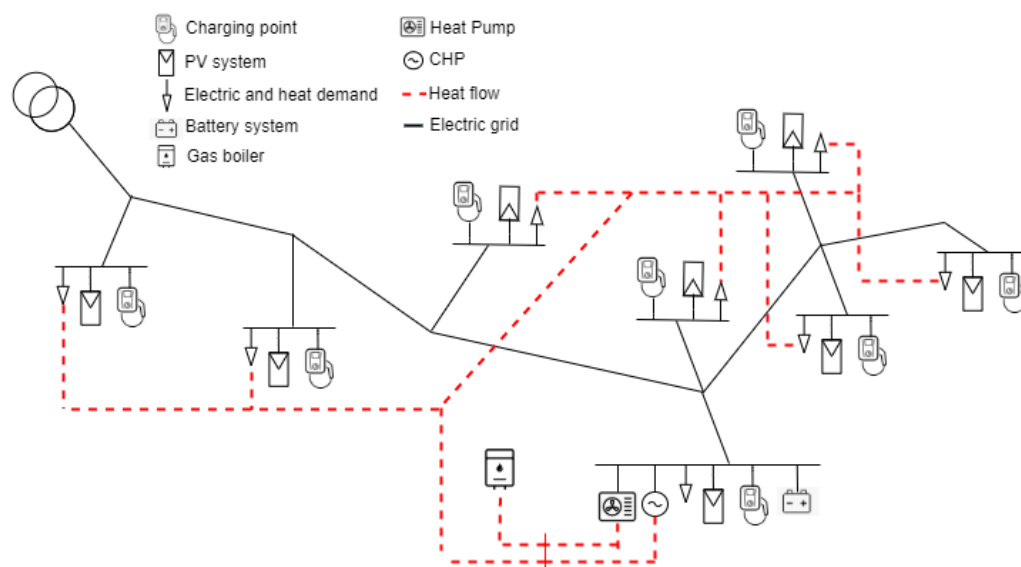 Charging point
PV system
Electric and heat demand
Battery system
Gas boiler
Heat Pump
CHP
Heat flow
Electric grid